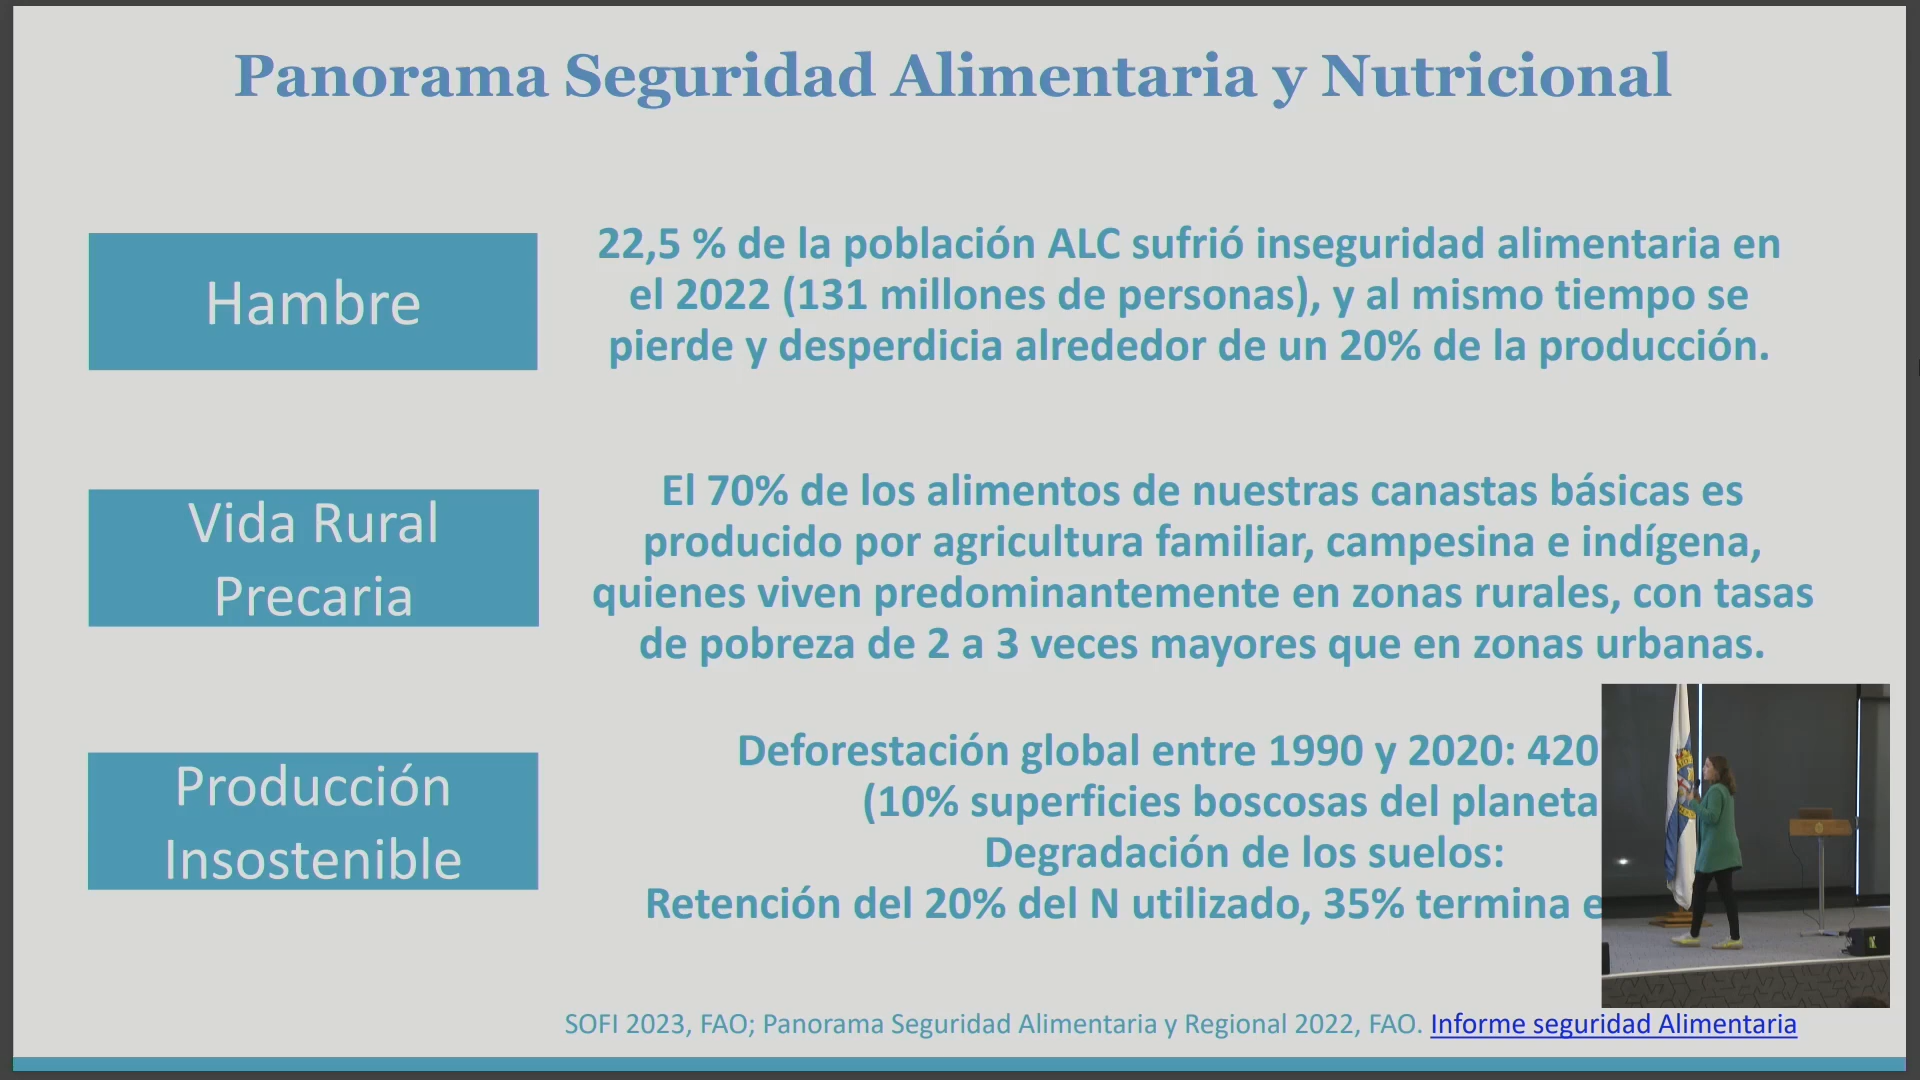 Panorama Seguridad Alimentaria y Nutricional
Hambre
22,5 % de la población ALC sufrió inseguridad alimentaria en
el 2022 (131 millones de personas), y al mismo tiempo se
pierde y desperdicia alrededor de un 20% de la producción.
Vida Rural
Precaria
El 70% de los alimentos de nuestras canastas básicas es
producido por agricultura familiar, campesina e indígena,
quienes viven predominantemente en zonas rurales, con tasas
de pobreza de 2 a 3 veces mayores que en zonas urbanas.
Producción
Insostenible
Deforestación global entre 1990 y 2020: 420
(10% superficies boscosas del planeta
Degradación de los suelos:
Retención del 20% del N utilizado, 35% termina
SOFI 2023, FAO; Panorama Seguridad Alimentaria y Regional 2022, FAO. Informe seguridad Alimentaria